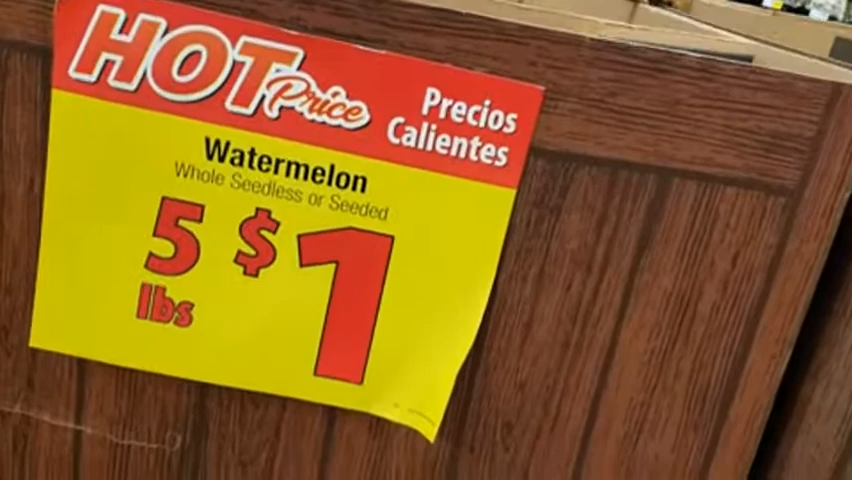 HOT Price
Precios
Calientes
Watermelon
Whole Seedless or Seeded
5 $1
lbs